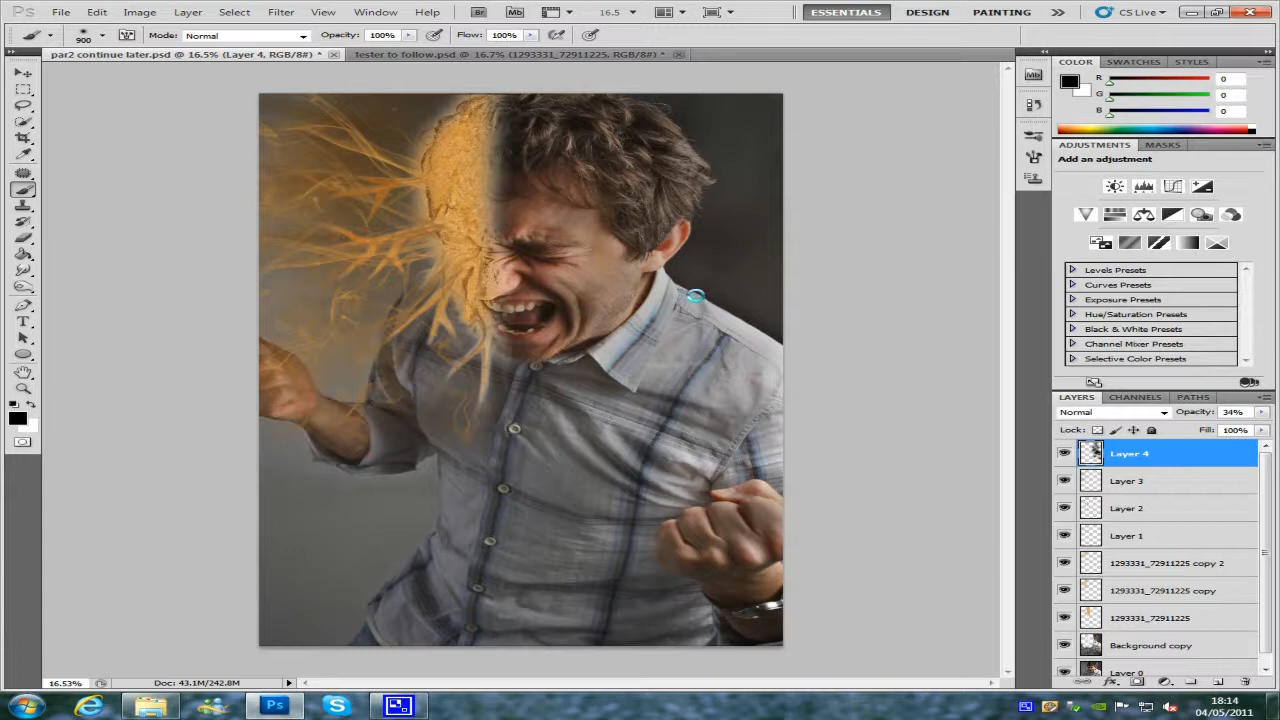 Ps File Edit Image Layer Select Filter View Window Help Br Mb 16.5 ESSENTIALS DESIGN PAINTING CS Live
900 Mode: Normal Opacity: 100% Flow: 100%
par2 continue later.psd @ 16.5% (Layer 4, RGB/8#) * tester to follow.psd @ 16.7% (1293331_72911225, RGB/8#) *
COLOR SWATCHES STYLES
R 0
G 0
B 0
ADJUSTMENTS MASKS
Add an adjustment
Levels Presets
Curves Presets
Exposure Presets
Hue/Saturation Presets
Black & White Presets
Channel Mixer Presets
Selective Color Presets
LAYERS CHANNELS PATHS
Normal Opacity: 34%
Lock: Fill: 100%
Layer 4
Layer 3
Layer 2
Layer 1
1293331_72911225 copy 2
1293331_72911225 copy
1293331_72911225
Background copy
Layer 0
16.53% Doc: 43.1M/242.8M
18:14
04/05/2011